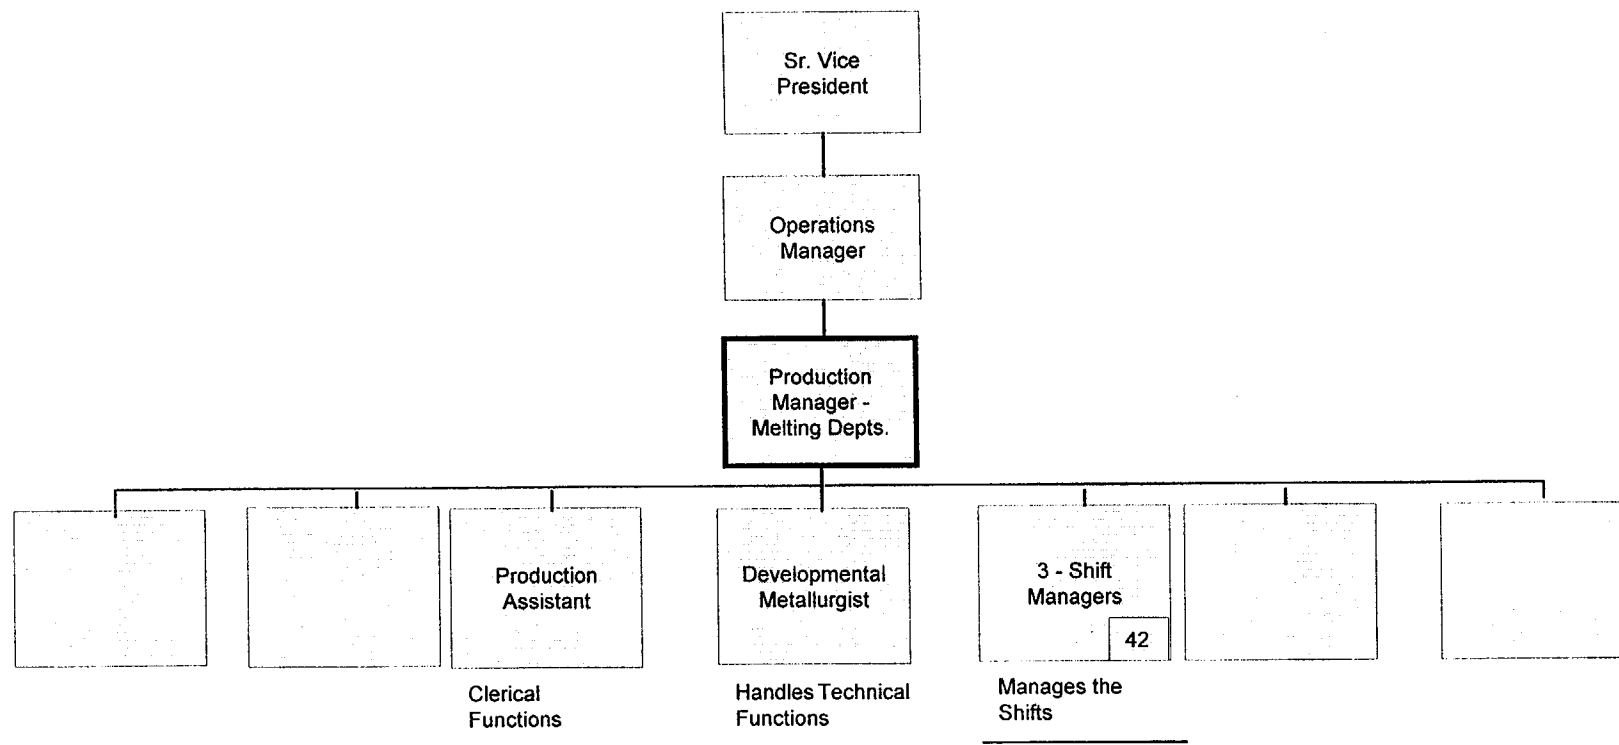 Sr. Vice
President
Operations
Manager
Production
Manager -
Melting Depts.
Production
Assistant
Developmental
Metallurgist
3 - Shift
Managers
42
Clerical
Functions
Handles Technical
Functions
Manages the
Shifts